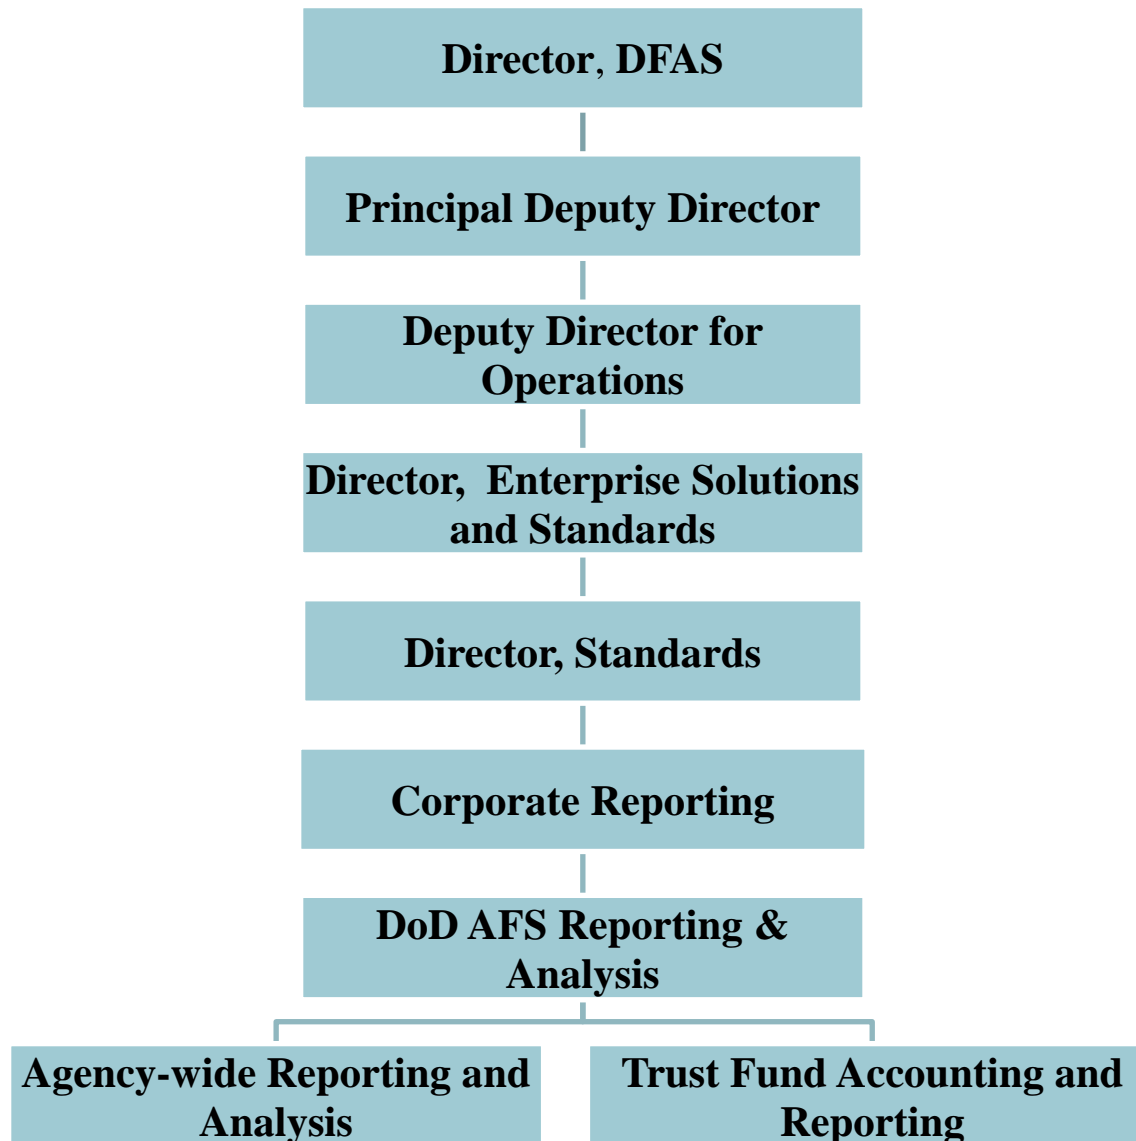 Director, DFAS
Principal Deputy Director
Deputy Director for
Operations
Director,  Enterprise Solutions
and Standards
Director, Standards
Corporate Reporting
DoD AFS Reporting &
Analysis
Agency-wide Reporting and
Analysis
Trust Fund Accounting and
Reporting